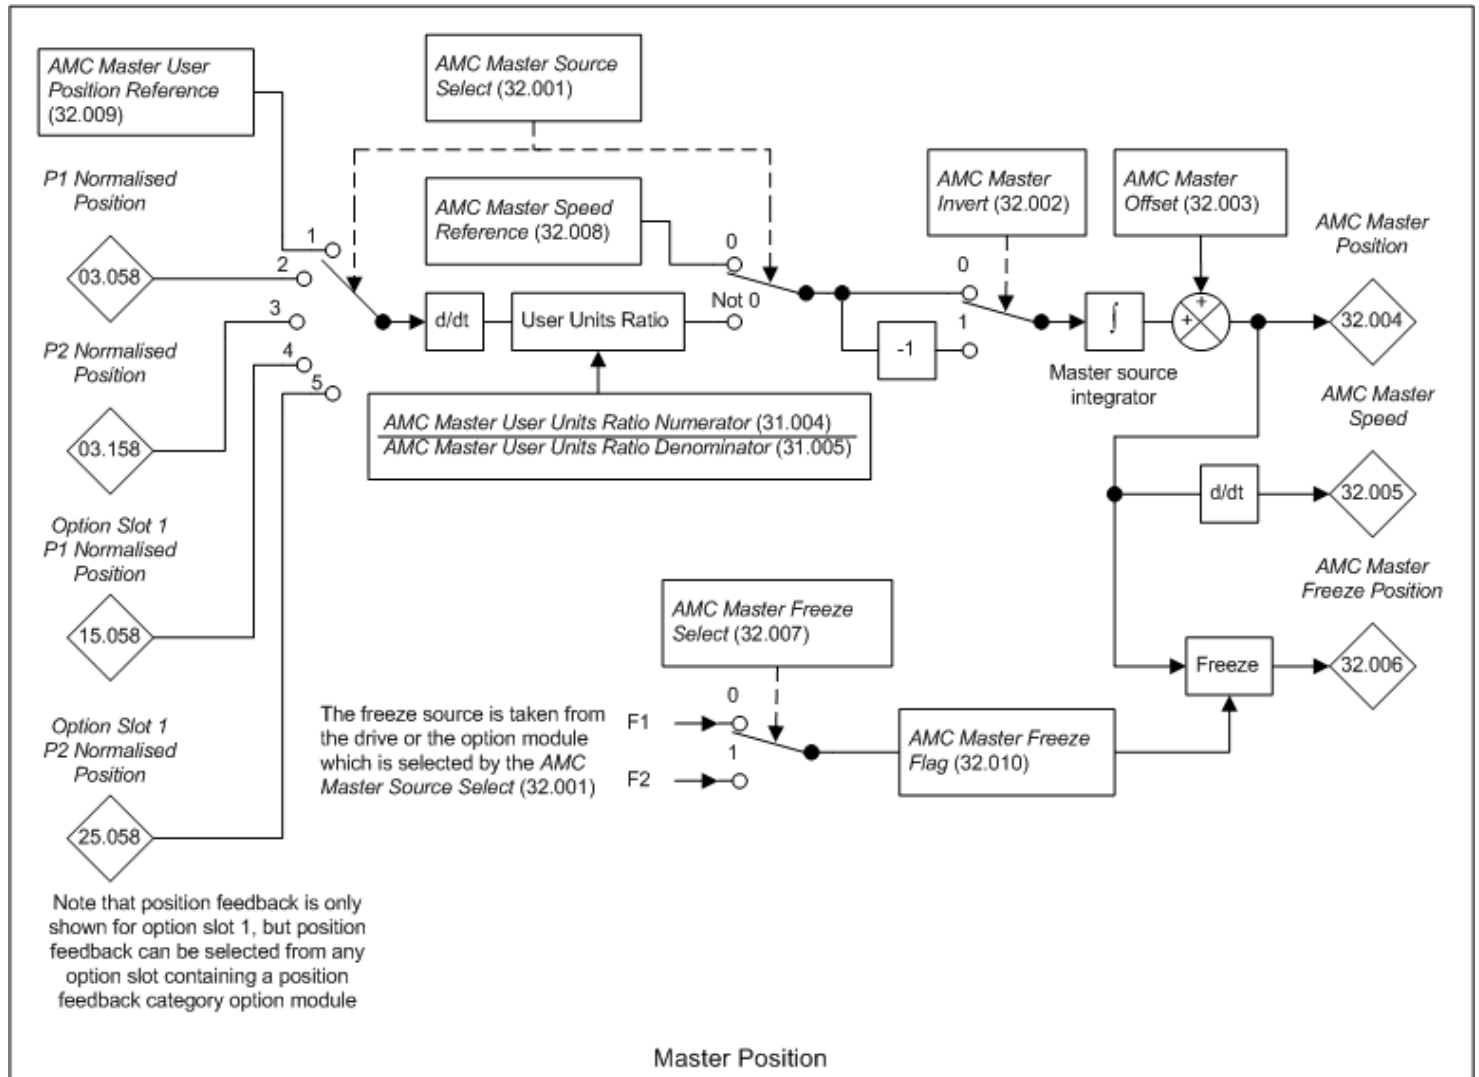 AMC Master User
Position Reference
(32.009)
AMC Master Source
Select (32.001)
P1 Normalised
Position
03.058
P2 Normalised
Position
03.158
Option Slot 1
P1 Normalised
Position
15.058
Option Slot 1
P2 Normalised
Position
25.058
Note that position feedback is only
shown for option slot 1, but position
feedback can be selected from any
option slot containing a position
feedback category option module
1
2
3
4
5
d/dt
User Units Ratio
AMC Master User Units Ratio Numerator (31.004)
AMC Master User Units Ratio Denominator (31.005)
AMC Master Speed
Reference (32.008)
0
Not 0
AMC Master
Invert (32.002)
0
1
-1
∫
Master source
integrator
AMC Master
Offset (32.003)
+
+
AMC Master
Position
32.004
AMC Master
Speed
d/dt
32.005
AMC Master
Freeze Position
Freeze
32.006
AMC Master Freeze
Select (32.007)
The freeze source is taken from
the drive or the option module
which is selected by the AMC
Master Source Select (32.001)
F1
F2
0
1
AMC Master Freeze
Flag (32.010)
Master Position